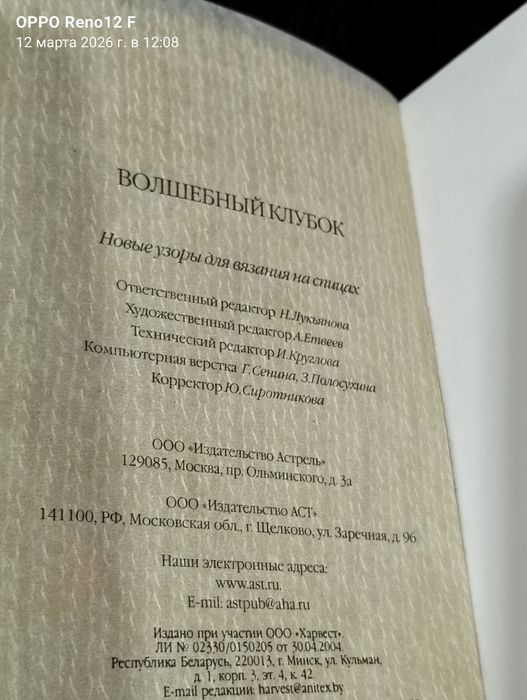 OPPO Reno12 F
12 марта 2026 г. в 12:08
ВОЛШЕБНЫЙ КЛУБОК
Новые узоры для вязания на спицах
Ответственный редактор Н.Лукьянова
Художественный редактор А.Етвеев
Технический редактор И.Круглова
Компьютерная верстка Г.Сенина, З.Полосухина
Корректор Ю.Сиротникова
ООО «Издательство Астрель»
129085, Москва, пр. Ольминского, д. 3а
ООО «Издательство АСТ»
141100, РФ, Московская обл., г. Щелково, ул. Заречная, д. 96
Наши электронные адреса:
www.ast.ru.
E-mil: astpub@aha.ru
Издано при участии ООО «Харвест».
ЛИ № 02330/0150205 от 30.04.2004.
Республика Беларусь, 220013, г. Минск, ул. Кульман,
д. 1, корп. 3, эт. 4, к. 42.
E-mail редакции: harvest@anitex.by